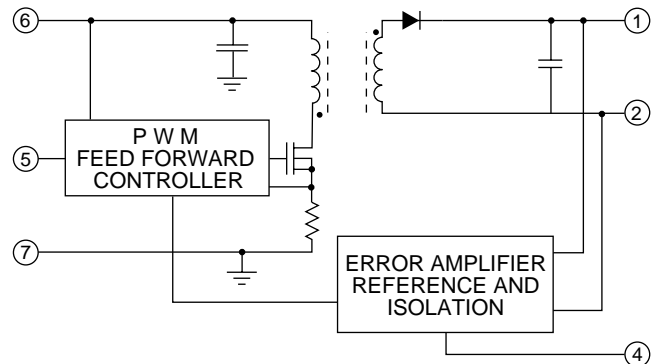 6
1
2
P W M
FEED FORWARD
CONTROLLER
5
7
ERROR AMPLIFIER
REFERENCE AND
ISOLATION
4